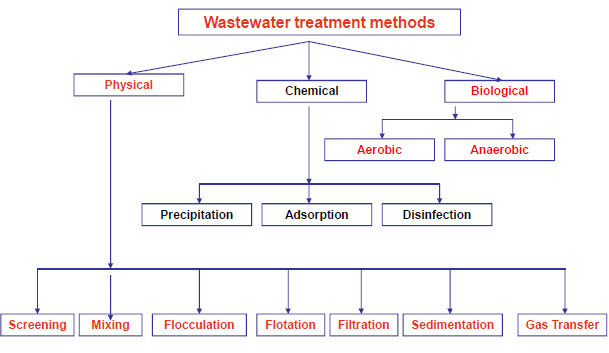 Wastewater treatment methods
Physical
Chemical
Biological
Aerobic
Anaerobic
Precipitation
Adsorption
Disinfection
Screening
Mixing
Flocculation
Flotation
Filtration
Sedimentation
Gas Transfer